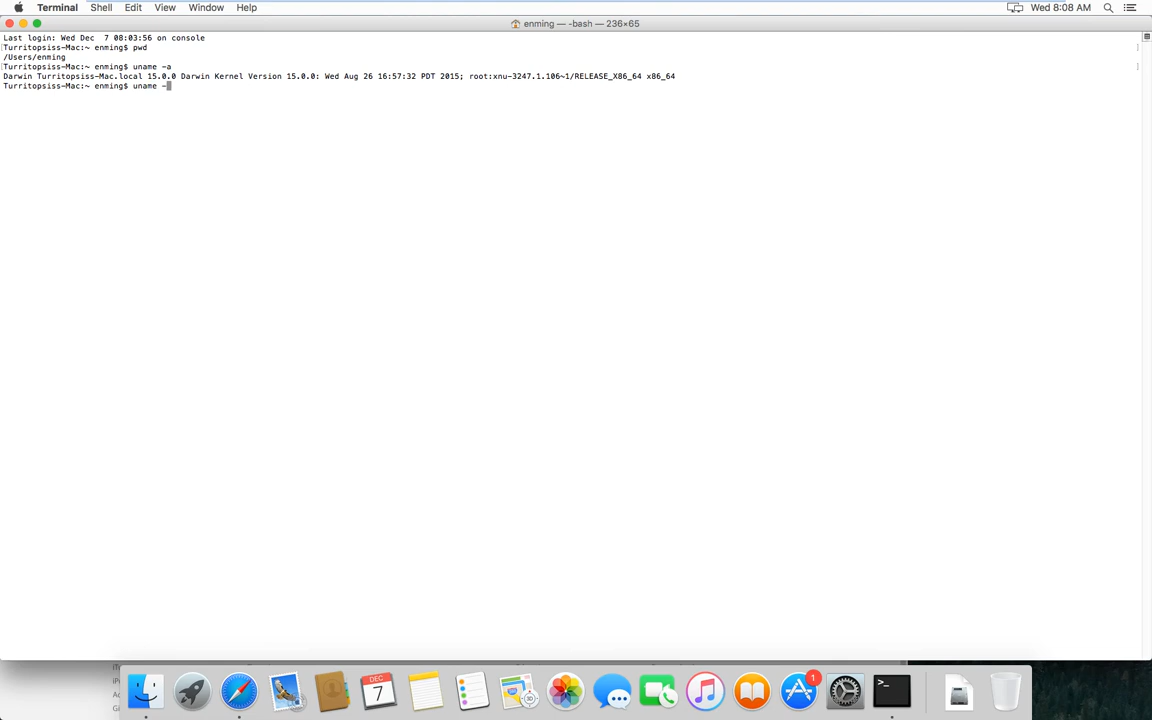 Terminal Shell Edit View Window Help Wed 8:08 AM
enming — -bash — 236×65
Last login: Wed Dec  7 08:03:56 on console
[Turritopsiss-Mac:~ enming$ pwd ]
/Users/enming
[Turritopsiss-Mac:~ enming$ uname -a ]
Darwin Turritopsiss-Mac.local 15.0.0 Darwin Kernel Version 15.0.0: Wed Aug 26 16:57:32 PDT 2015; root:xnu-3247.1.106~1/RELEASE_X86_64 x86_64
Turritopsiss-Mac:~ enming$ uname -
DEC
7
1